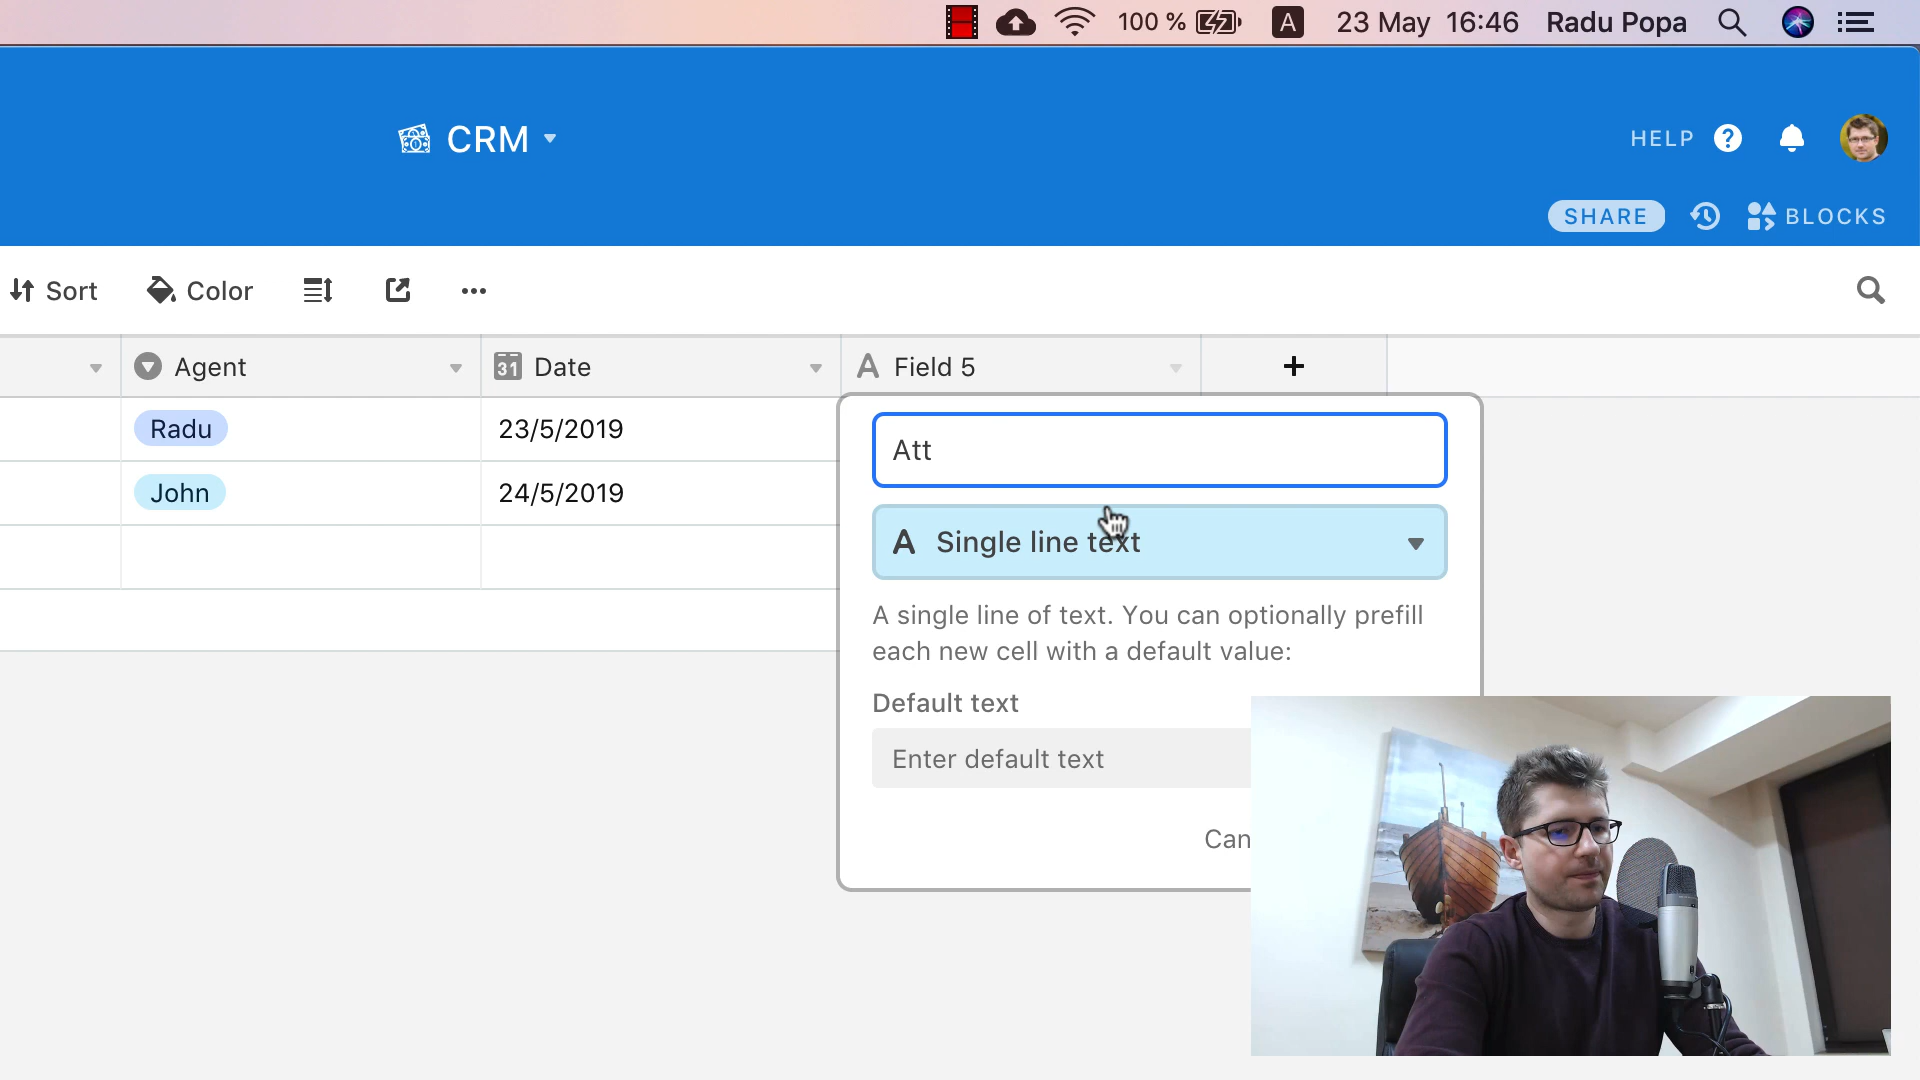 100 % A 23 May 16:46 Radu Popa
CRM
HELP ?
SHARE BLOCKS
Sort Color
Agent 31 Date A Field 5 +
Radu 23/5/2019
Att
John 24/5/2019
A Single line text
A single line of text. You can optionally prefill
each new cell with a default value:
Default text
Enter default text
Can